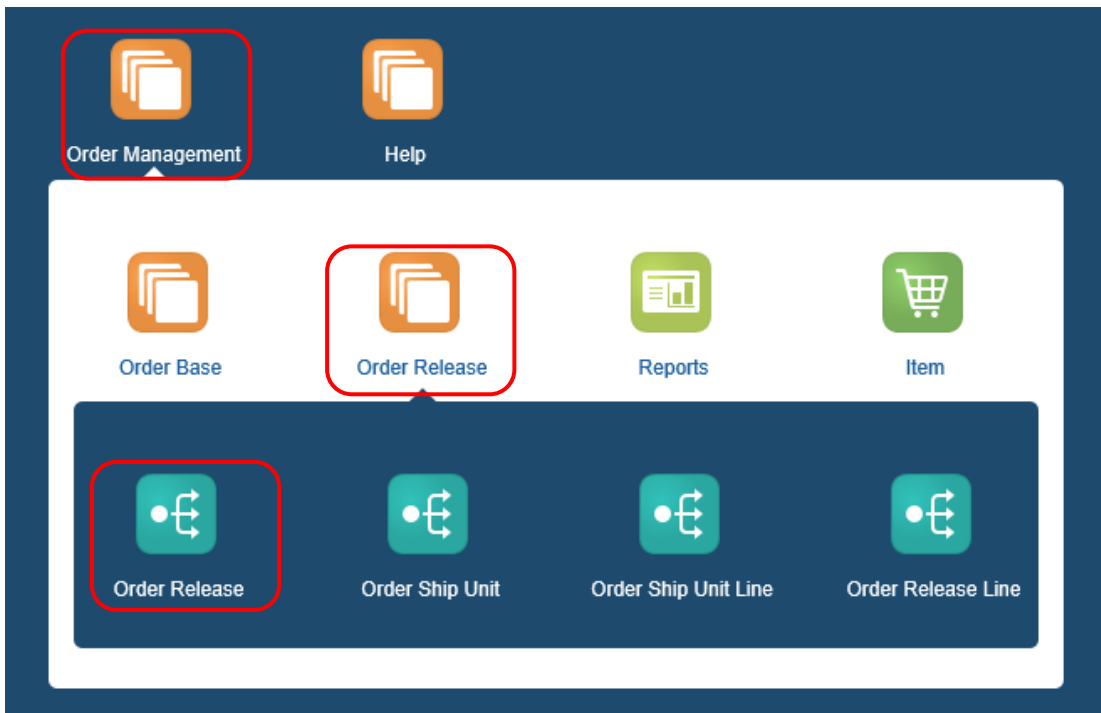 Order Management
Help
Order Base
Order Release
Reports
Item
Order Release
Order Ship Unit
Order Ship Unit Line
Order Release Line